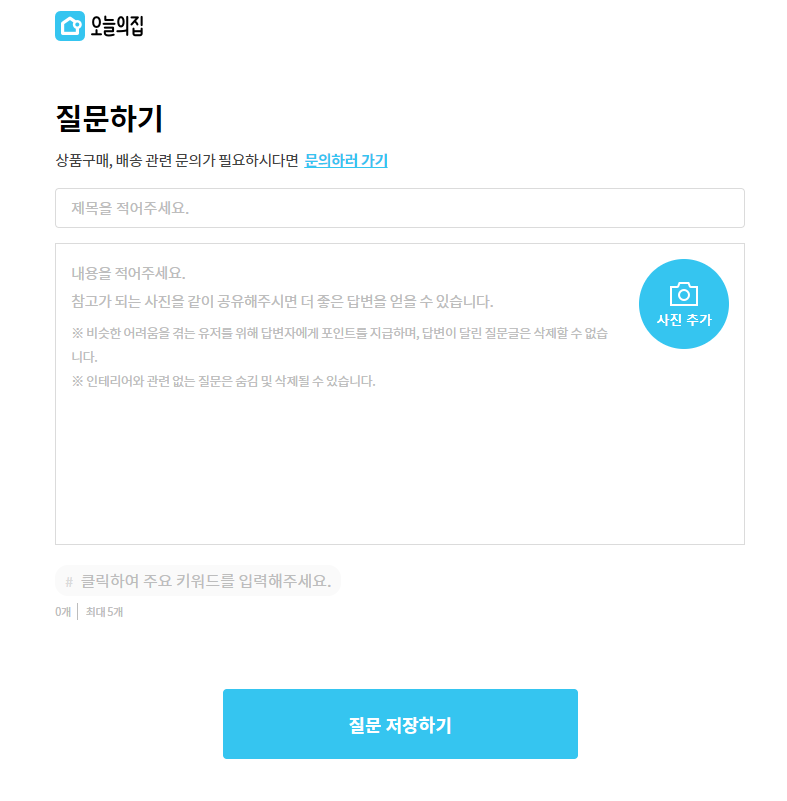 오늘의집
질문하기
상품구매, 배송 관련 문의가 필요하시다면 문의하러 가기
제목을 적어주세요.
내용을 적어주세요.
참고가 되는 사진을 같이 공유해주시면 더 좋은 답변을 얻을 수 있습니다.
※ 비슷한 어려움을 겪는 유저를 위해 답변자에게 포인트를 지급하며, 답변이 달린 질문글은 삭제할 수 없습
니다.
※ 인테리어와 관련 없는 질문은 숨김 및 삭제될 수 있습니다.
사진 추가
# 클릭하여 주요 키워드를 입력해주세요.
0개 | 최대 5개
질문 저장하기